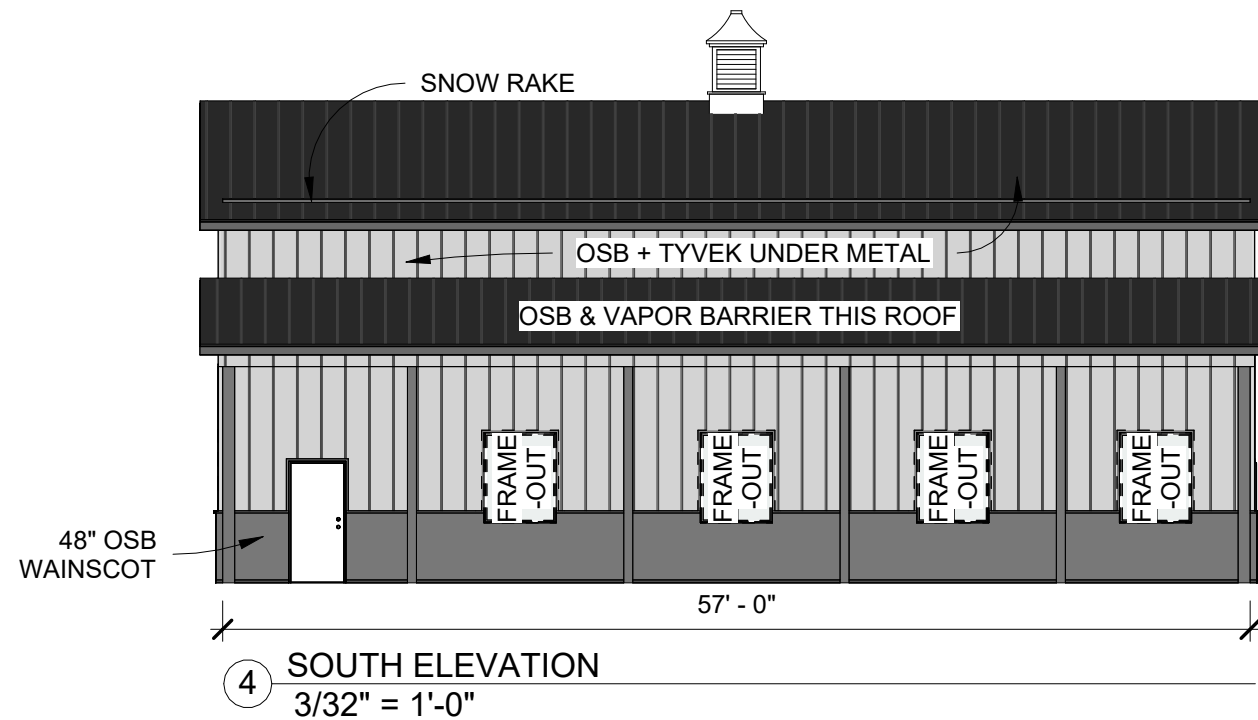 SNOW RAKE
OSB + TYVEK UNDER METAL
OSB & VAPOR BARRIER THIS ROOF
FRAME
-OUT
FRAME
-OUT
FRAME
-OUT
FRAME
-OUT
48" OSB
WAINSCOT
57' - 0"
4
SOUTH ELEVATION
3/32" = 1'-0"